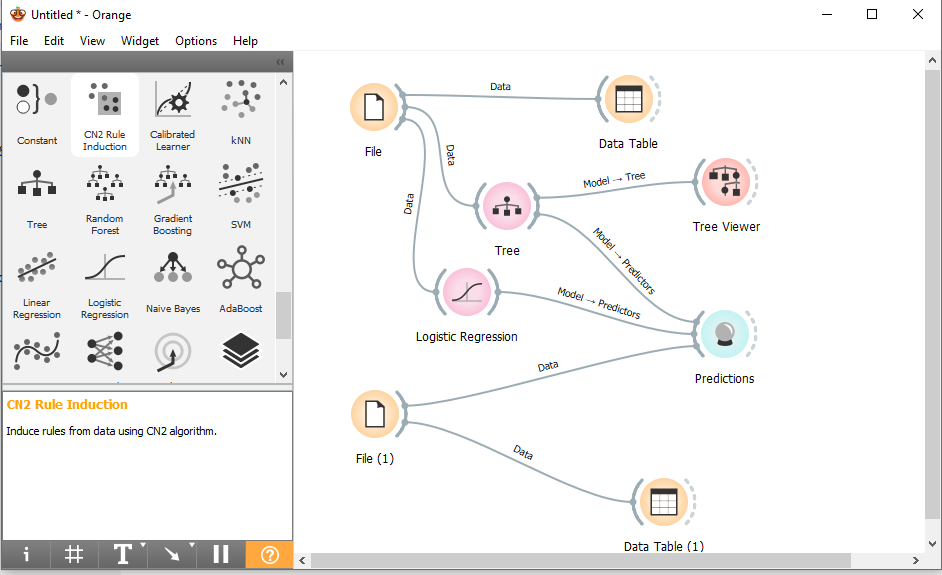 Untitled * - Orange
File Edit View Widget Options Help
Constant
CN2 Rule
Induction
Calibrated
Learner
kNN
Tree
Random
Forest
Gradient
Boosting
SVM
Linear
Regression
Logistic
Regression
Naive Bayes
AdaBoost
CN2 Rule Induction
Induce rules from data using CN2 algorithm.
File
Data
Data Table
Data
Data
Tree
Model → Tree
Tree Viewer
Model → Predictors
Logistic Regression
Model → Predictors
Predictions
Data
File (1)
Data
Data Table (1)